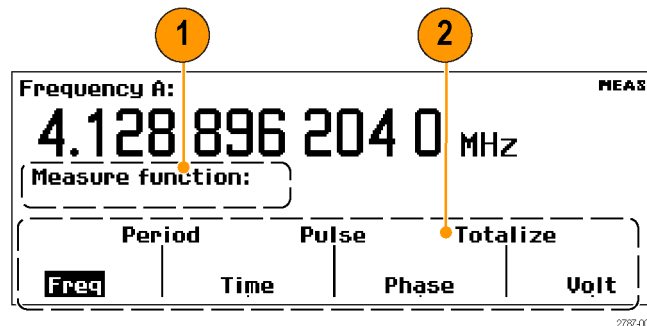 1 2
Frequency A: MEAS
4.128 896 204 0 MHz
Measure function:
Period Pulse Totalize
Freq Time Phase Volt